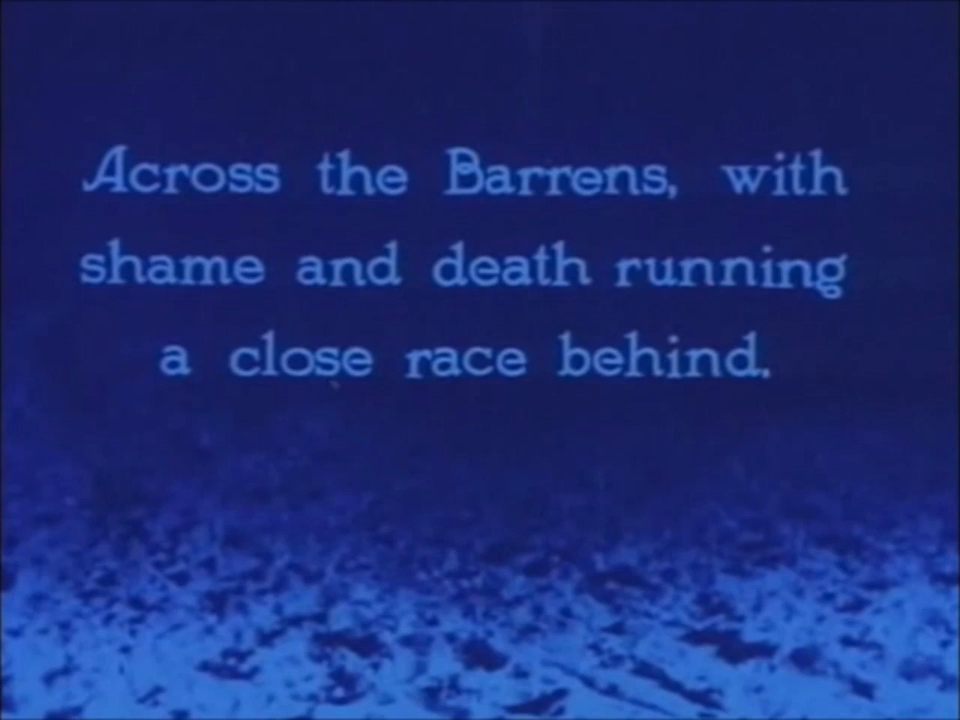 Across the Barrens, with
shame and death running
a close race behind.